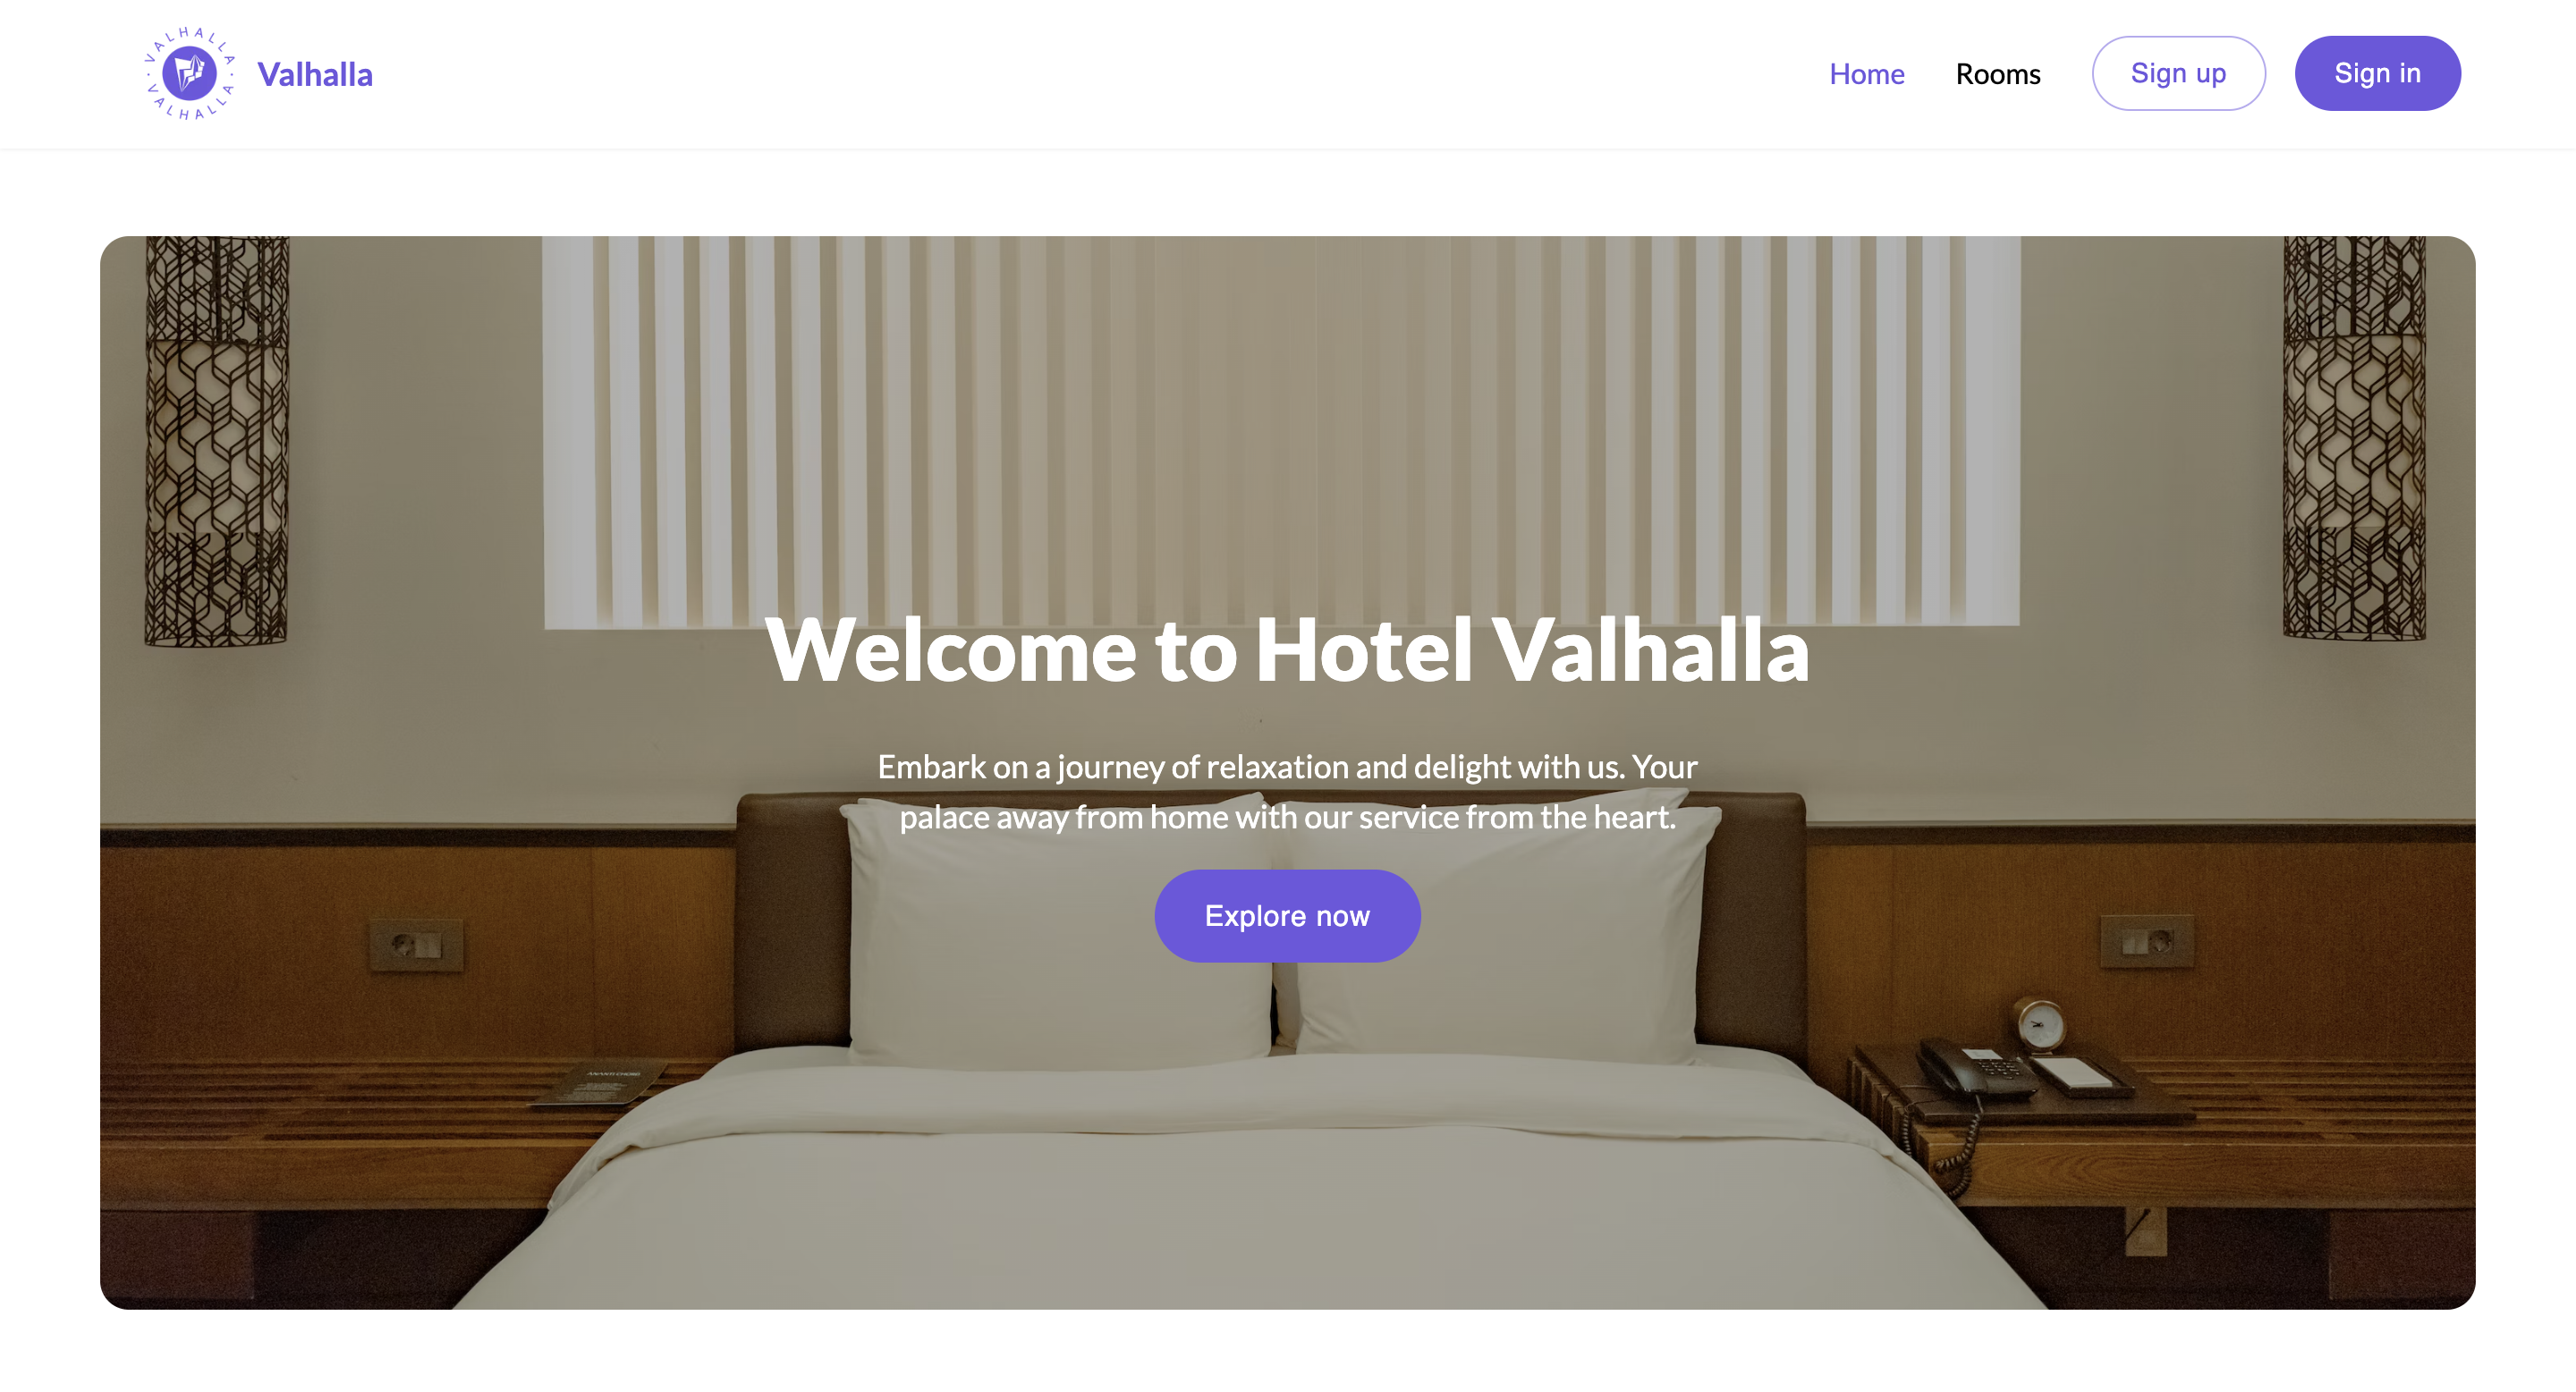 · VALHALLA · VALHALLA
Valhalla
Home
Rooms
Sign up
Sign in
Welcome to Hotel Valhalla
Embark on a journey of relaxation and delight with us. Your
palace away from home with our service from the heart.
Explore now